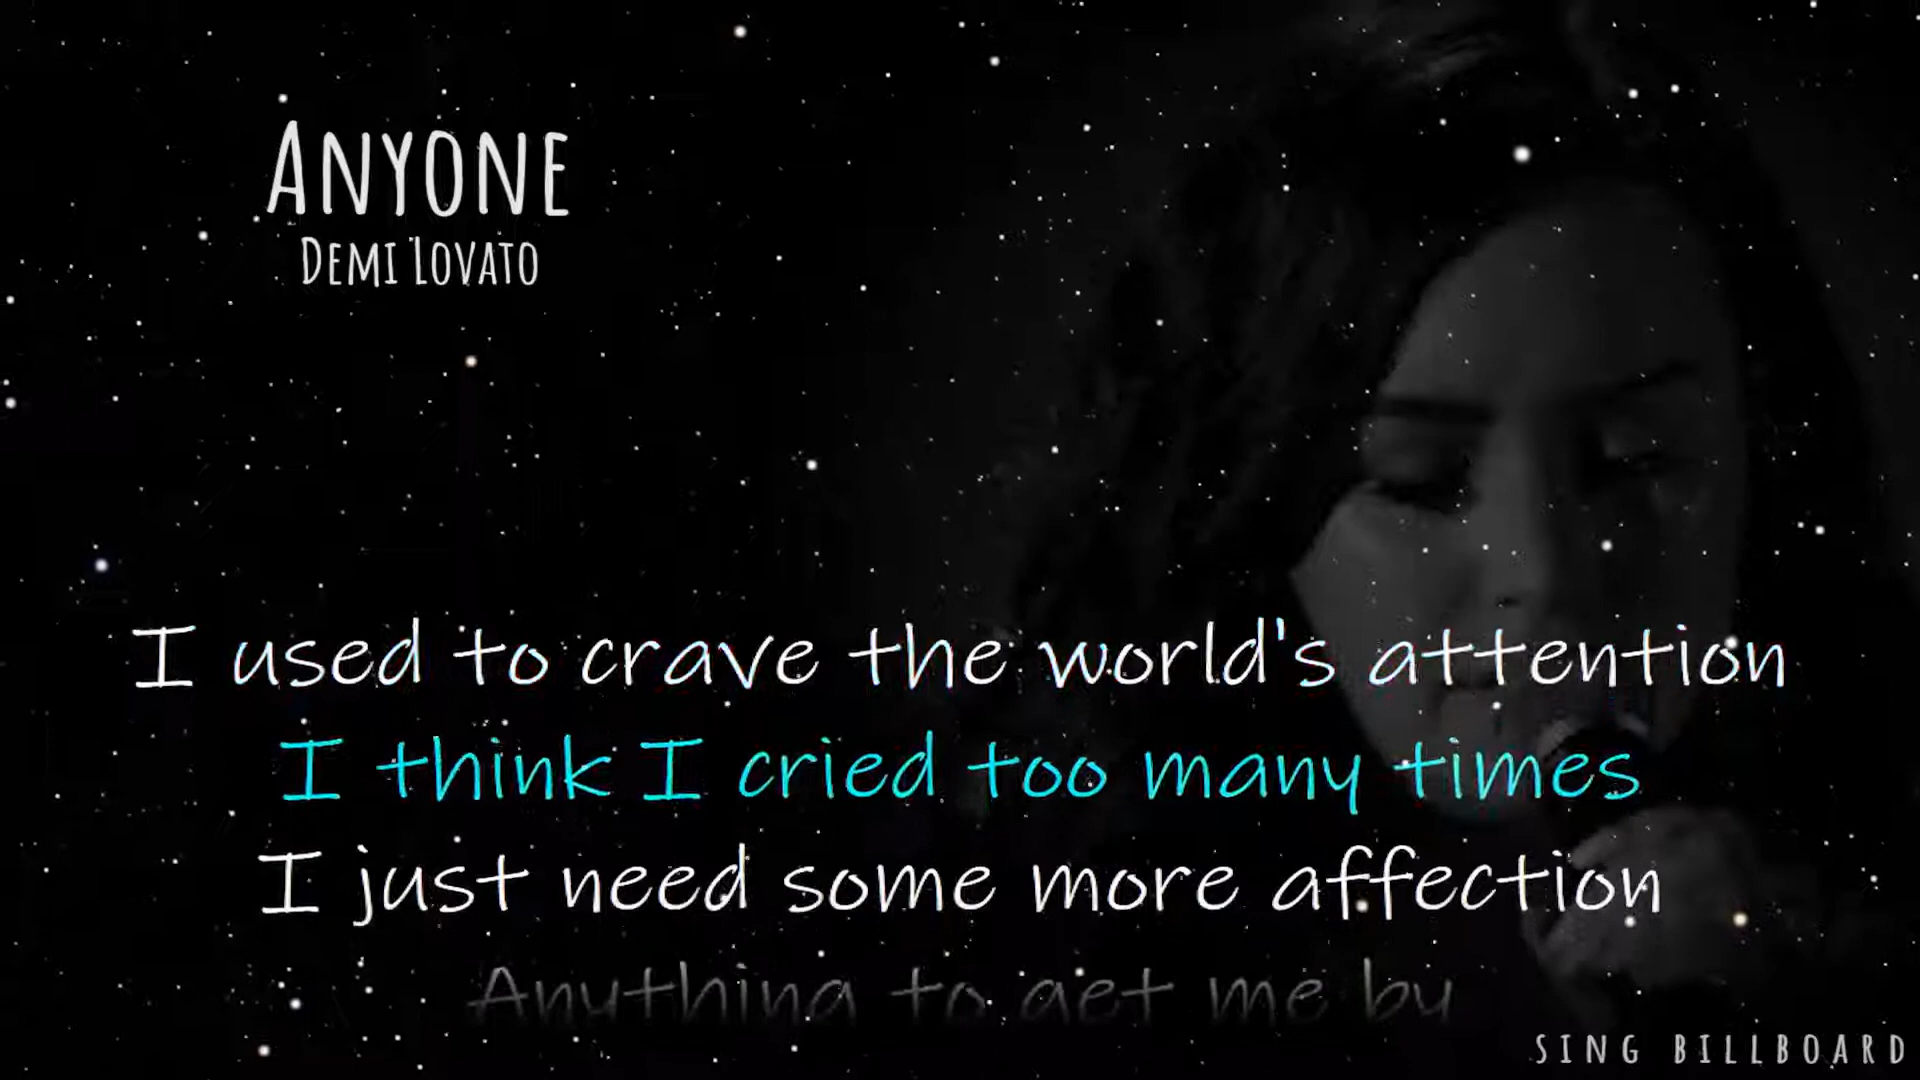 ANYONE
DEMI LOVATO
I used to crave the world's attention
I think I cried too many times
I just need some more affection
Anything to get me by
SING BILLBOARD